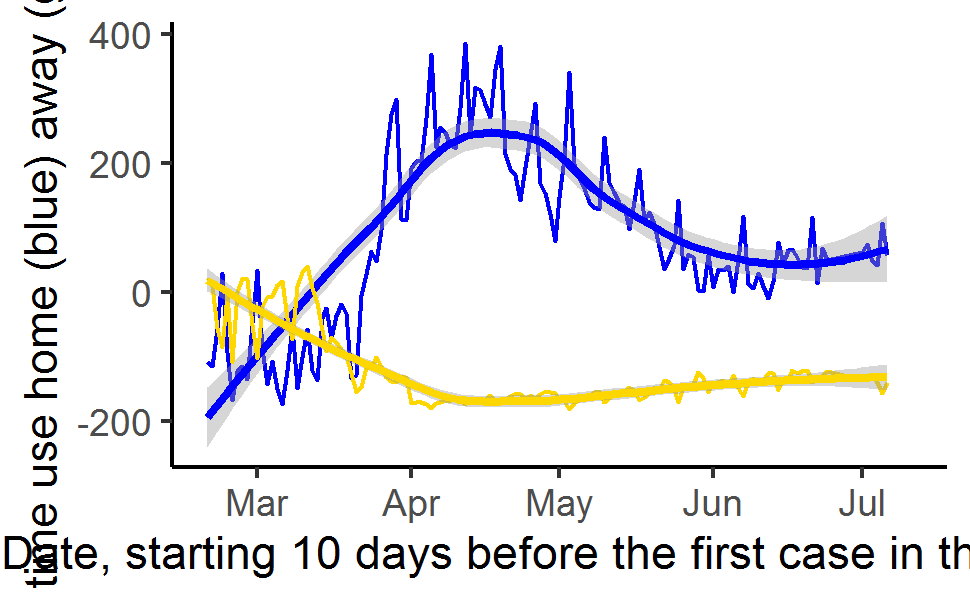 time use home (blue) away (
400
200
0
-200
Mar Apr May Jun Jul
Date, starting 10 days before the first case in th